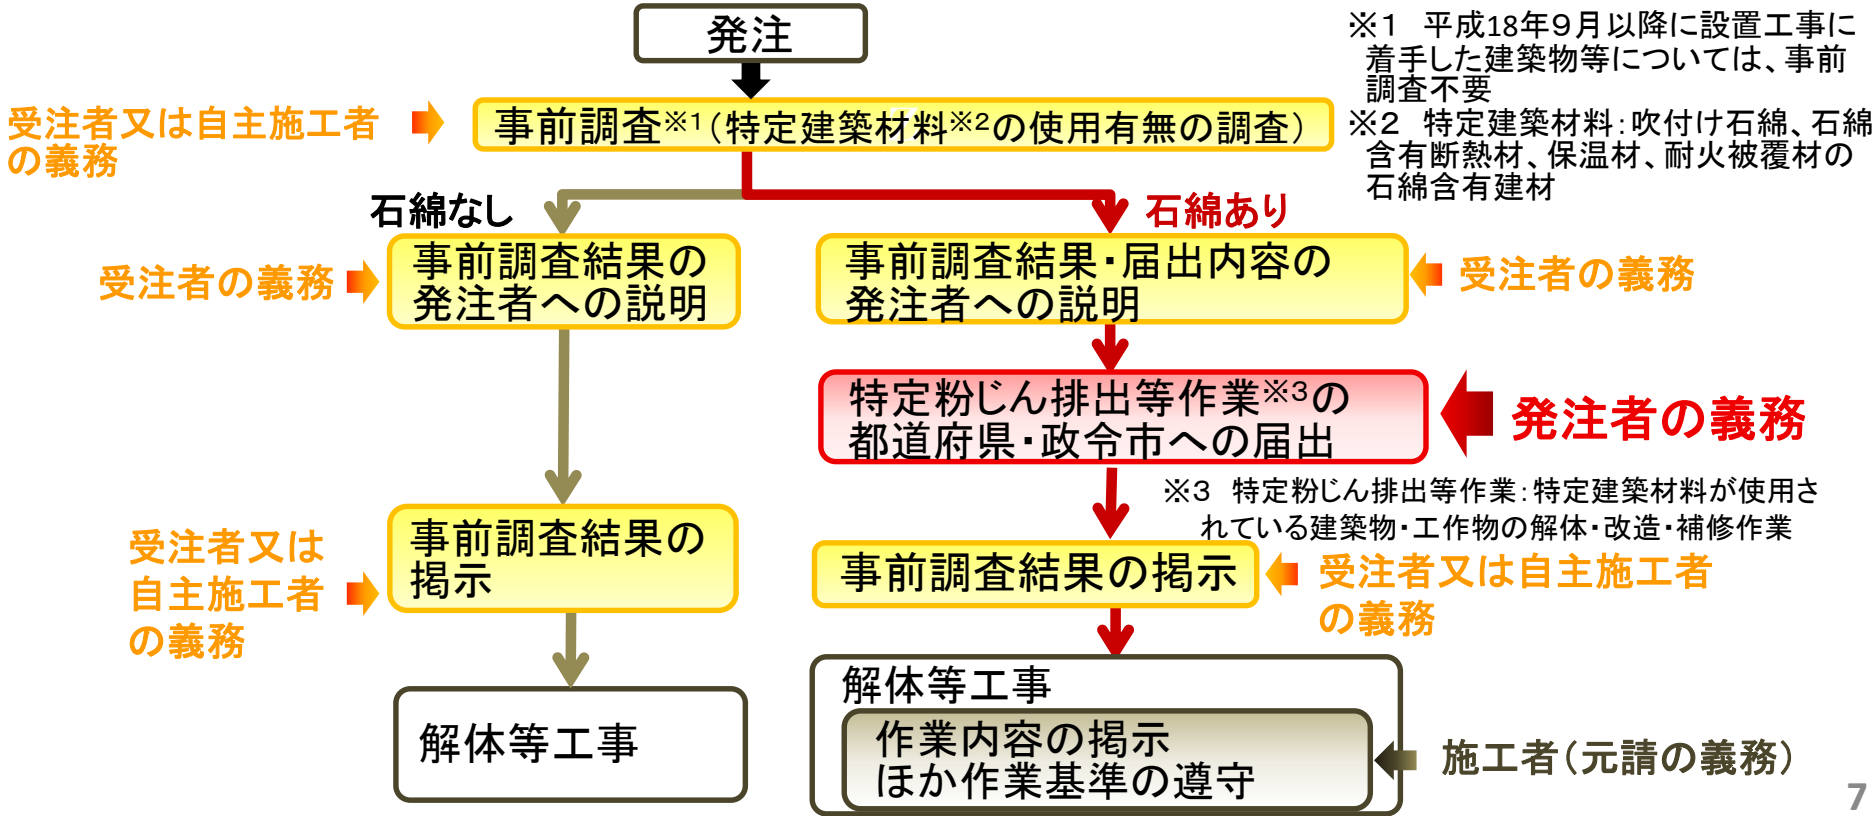 発注
※1 平成18年9月以降に設置工事に
着手した建築物等については、事前
調査不要
※2 特定建築材料:吹付け石綿、石綿
含有断熱材、保温材、耐火被覆材の
石綿含有建材
受注者又は自主施工者
の義務
事前調査※1(特定建築材料※2の使用有無の調査)
石綿なし
石綿あり
受注者の義務
事前調査結果の
発注者への説明
事前調査結果・届出内容の
発注者への説明
受注者の義務
特定粉じん排出等作業※3の
都道府県・政令市への届出
発注者の義務
※3 特定粉じん排出等作業:特定建築材料が使用さ
れている建築物・工作物の解体・改造・補修作業
受注者又は
自主施工者
の義務
事前調査結果の
掲示
事前調査結果の掲示
受注者又は自主施工者
の義務
解体等工事
解体等工事
作業内容の掲示
ほか作業基準の遵守
施工者(元請の義務)
7